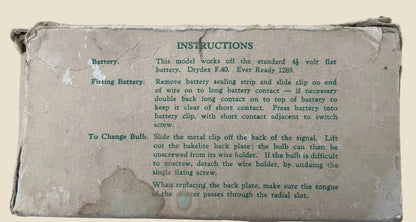 INSTRUCTIONS
Battery. This model works off the standard 4½ volt flat
battery. Drydex F.40. Ever Ready 1289.
Fitting Battery. Remove battery sealing strip and slide clip on end
of wire on to long battery contact — if necessary
double back long contact on to top of battery to
keep it clear of short contact. Press battery into
battery clip, with short contact adjacent to switch
screw.
To Change Bulb. Slide the metal clip off the back of the signal. Lift
out the bakelite back plate: the bulb can then be
unscrewed from its wire holder. If the bulb is difficult
to unscrew, detach the wire holder, by undoing the
single fixing screw.
When replacing the back plate, make sure the tongue
of the shutter passes through the radial slot.